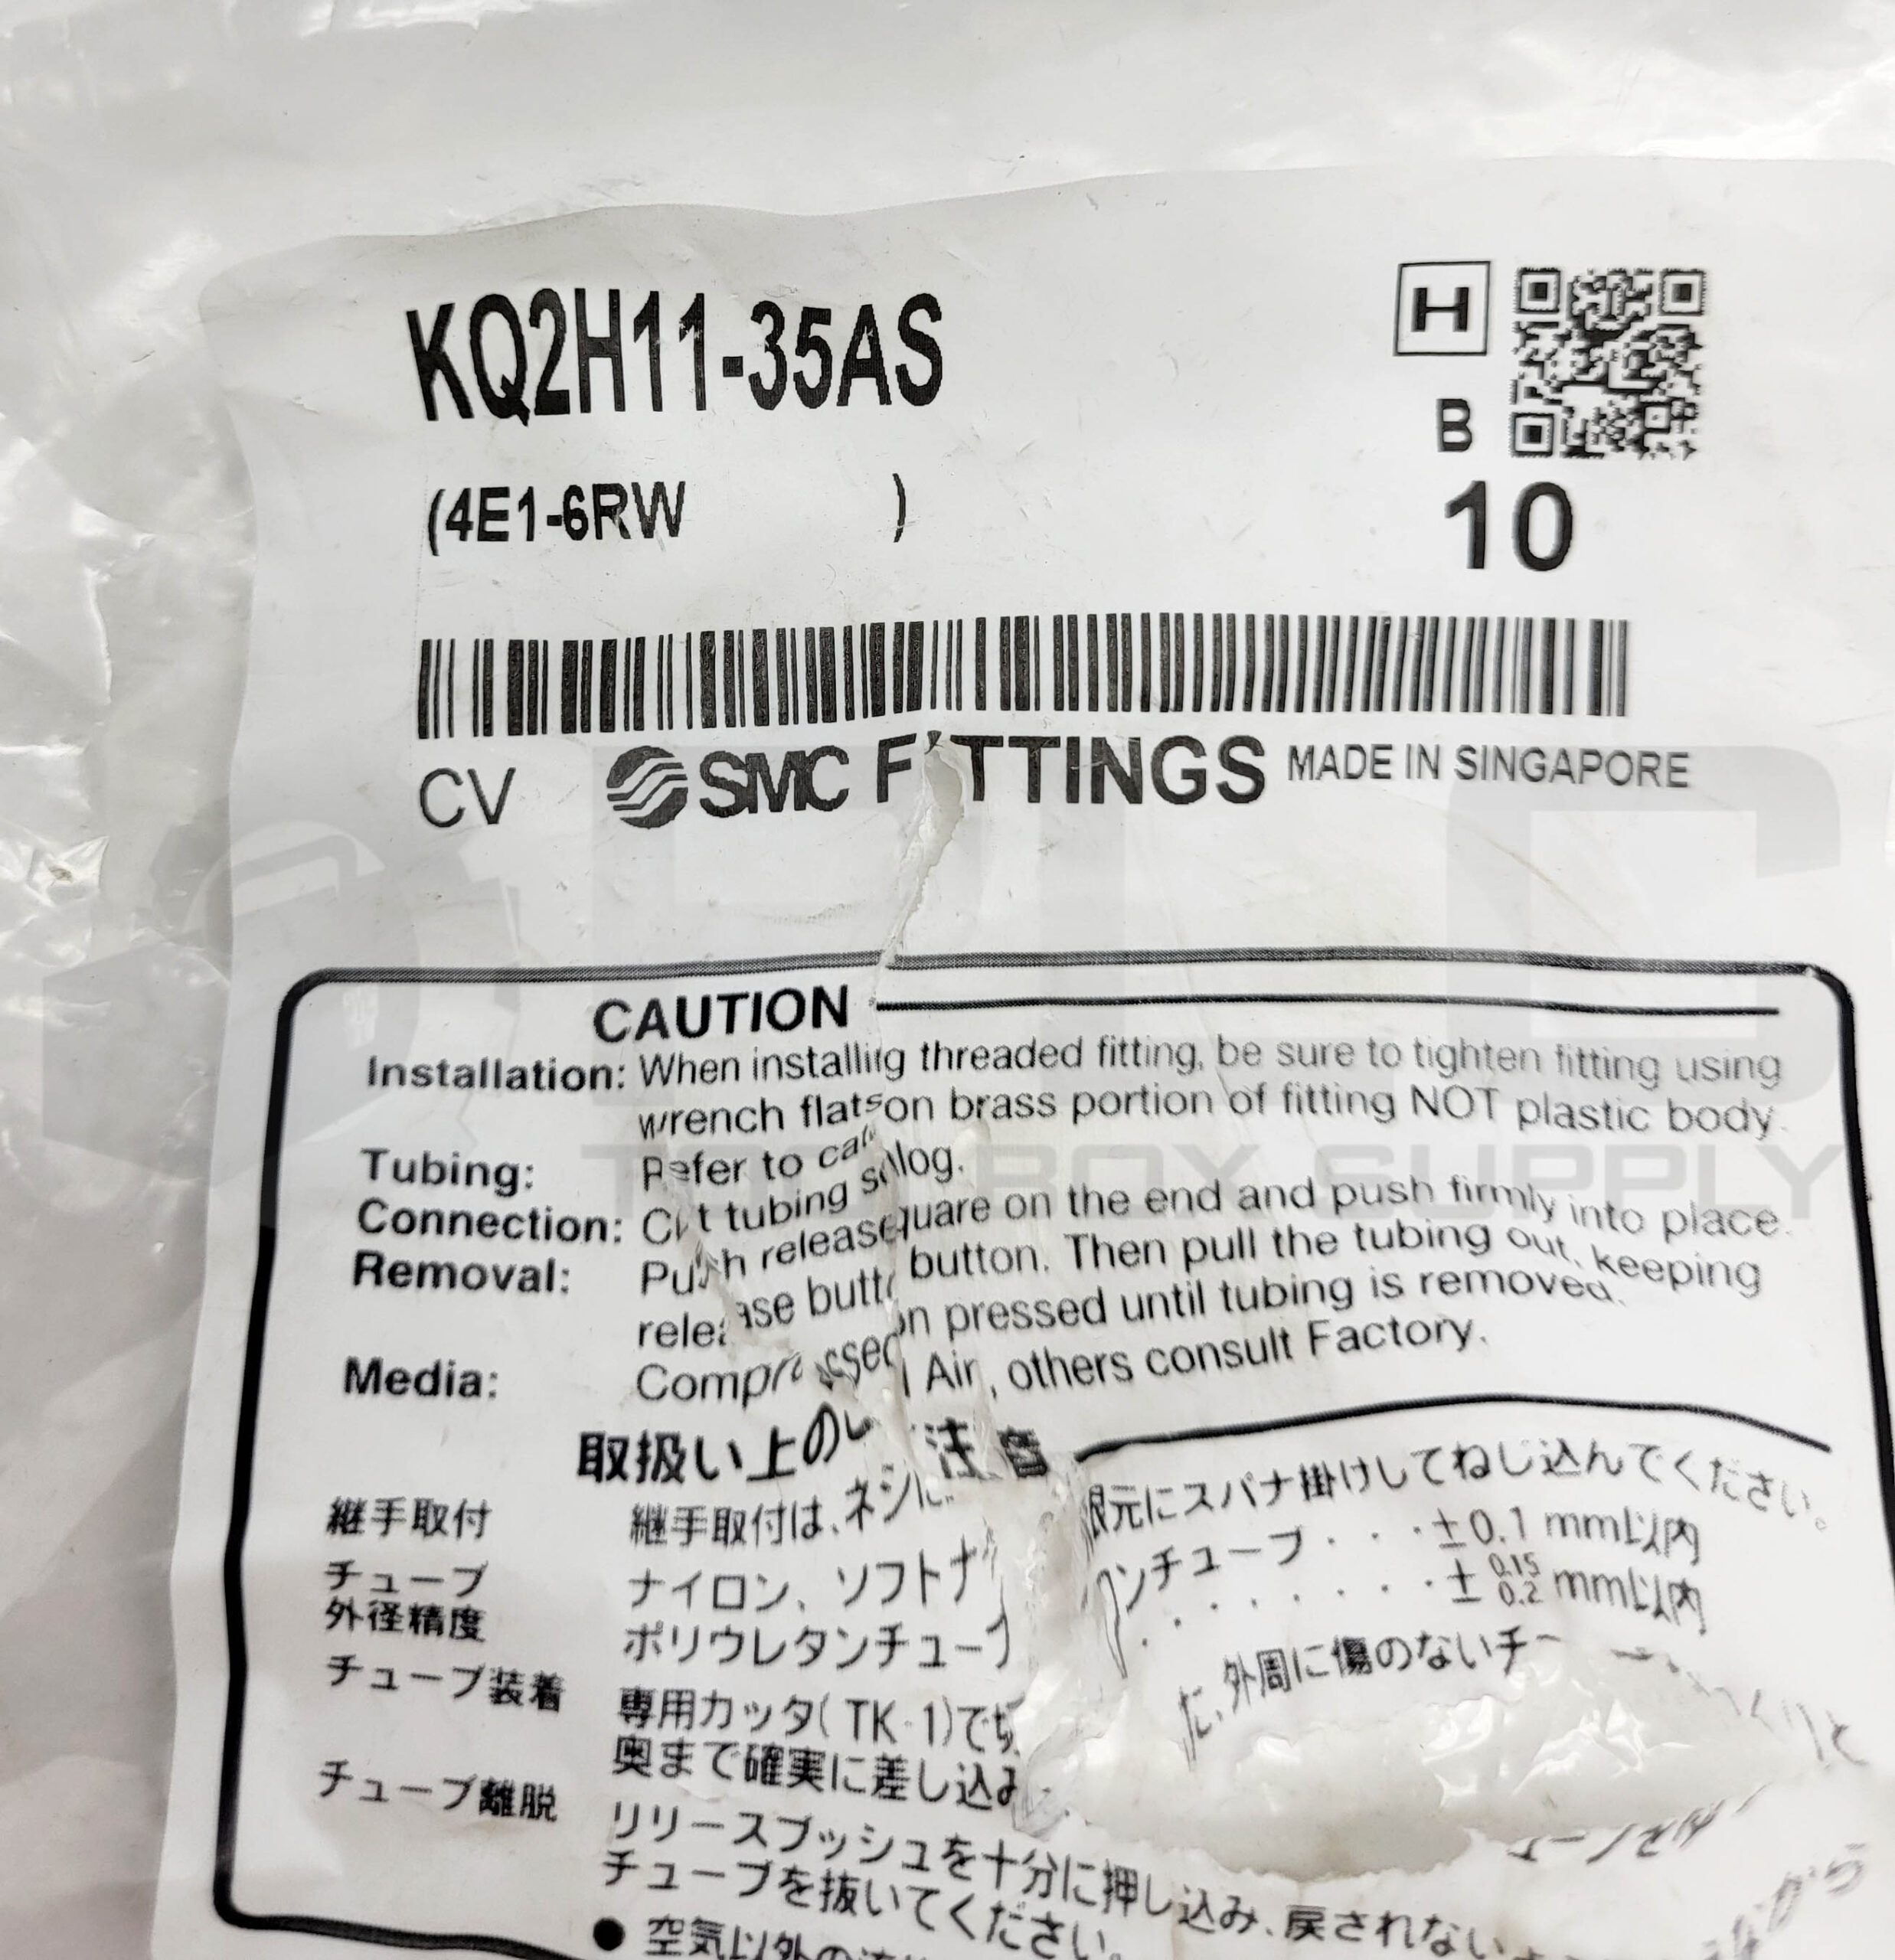 KQ2H11-35AS
H
B
(4E1-6RW )
10
CV SMC FITTINGS MADE IN SINGAPORE
CAUTION
Installation: When installing threaded fitting, be sure to tighten fitting using
wrench flats on brass portion of fitting NOT plastic body.
Tubing: Refer to catalog.
Connection: Cut tubing square on the end and push firmly into place.
Removal: Push release button. Then pull the tubing out, keeping
release button pressed until tubing is removed.
Media: Compressed Air, others consult Factory.
取扱い上の 注意
継手取付 継手取付は、ネジ 根元にスパナ掛けしてねじ込んでください。
チューブ ナイロン、ソフトナ ンチューブ・・・±0.1mm以内
外径精度 ポリウレタンチューブ ・・・・・・・± 0.15 0.2 mm以内
チューブ装着 専用カッタ(TK-1)で 外周に傷のないチ
奥まで確実に差し込み
チューブ離脱 リリースブッシュを十分に押し込み、戻されない
チューブを抜いてください。
● 空気以外の
TOOL BOX SUPPLY